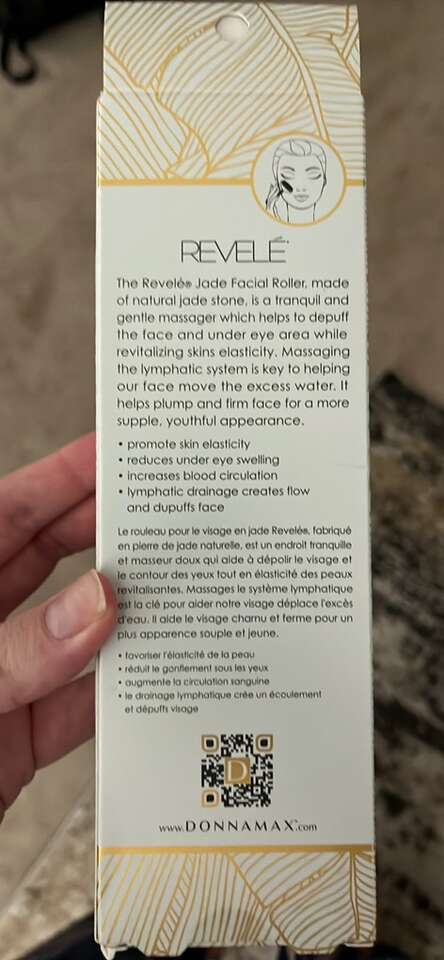 REVELÉ®
The Revelé® Jade Facial Roller, made
of natural jade stone, is a tranquil and
gentle massager which helps to depuff
the face and under eye area while
revitalizing skins elasticity. Massaging
the lymphatic system is key to helping
our face move the excess water. It
helps plump and firm face for a more
supple, youthful appearance.
• promote skin elasticity
• reduces under eye swelling
• increases blood circulation
• lymphatic drainage creates flow
and dupuffs face
Le rouleau pour le visage en jade Revelé®, fabriqué
en pierre de jade naturelle, est un endroit tranquille
et masseur doux qui aide à dépolir le visage et
le contour des yeux tout en élasticité des peaux
revitalisantes. Massages le système lymphatique
est la clé pour aider notre visage déplace l'excès
d'eau. Il aide le visage charnu et ferme pour un
plus apparence souple et jeune.
• favoriser l'élasticité de la peau
• réduit le gonflement sous les yeux
• augmente la circulation sanguine
• le drainage lymphatique crée un écoulement
et dépuffs visage
D
www.DONNAMAX.com